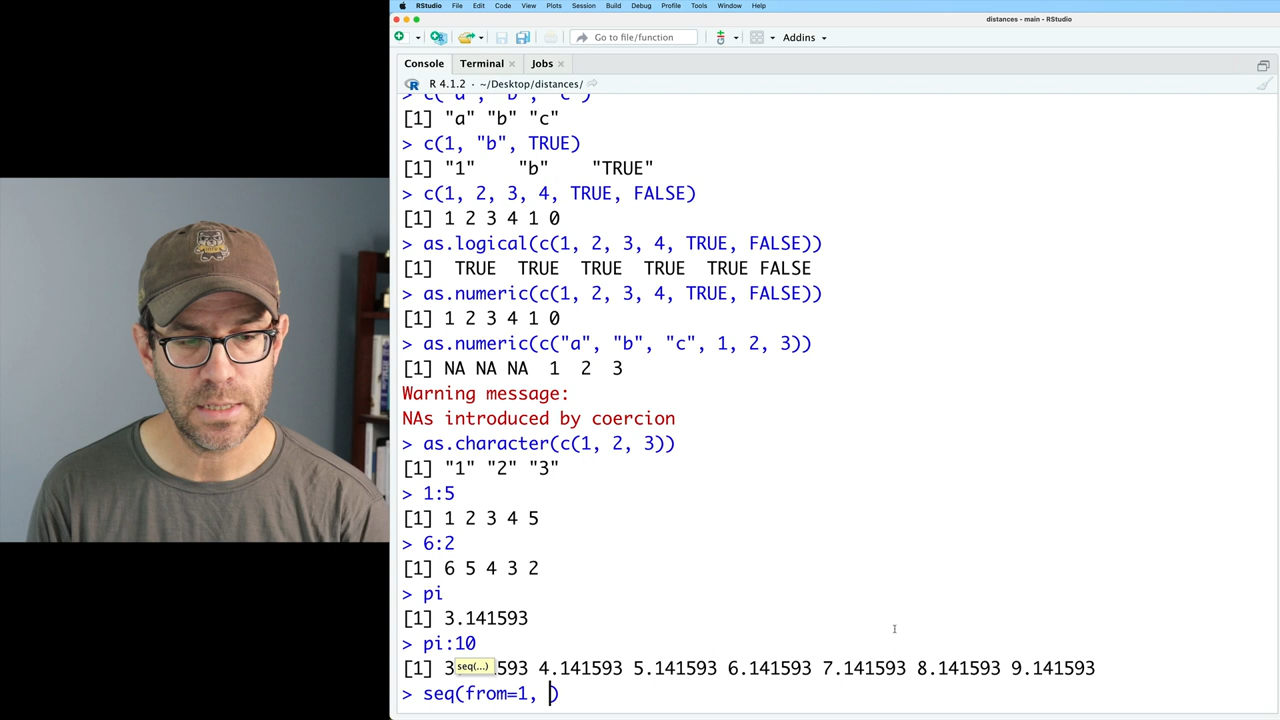 RStudio File Edit Code View Plots Session Build Debug Profile Tools Window Help
distances - main - RStudio
Go to file/function Addins
Console Terminal Jobs
R 4.1.2 · ~/Desktop/distances/
> c("a", "b", "c")
[1] "a" "b" "c"
> c(1, "b", TRUE)
[1] "1" "b" "TRUE"
> c(1, 2, 3, 4, TRUE, FALSE)
[1] 1 2 3 4 1 0
> as.logical(c(1, 2, 3, 4, TRUE, FALSE))
[1] TRUE TRUE TRUE TRUE TRUE FALSE
> as.numeric(c(1, 2, 3, 4, TRUE, FALSE))
[1] 1 2 3 4 1 0
> as.numeric(c("a", "b", "c", 1, 2, 3))
[1] NA NA NA 1 2 3
Warning message:
NAs introduced by coercion
> as.character(c(1, 2, 3))
[1] "1" "2" "3"
> 1:5
[1] 1 2 3 4 5
> 6:2
[1] 6 5 4 3 2
> pi
[1] 3.141593
> pi:10
[1] 3 593 4.141593 5.141593 6.141593 7.141593 8.141593 9.141593
seq(...)
> seq(from=1, )